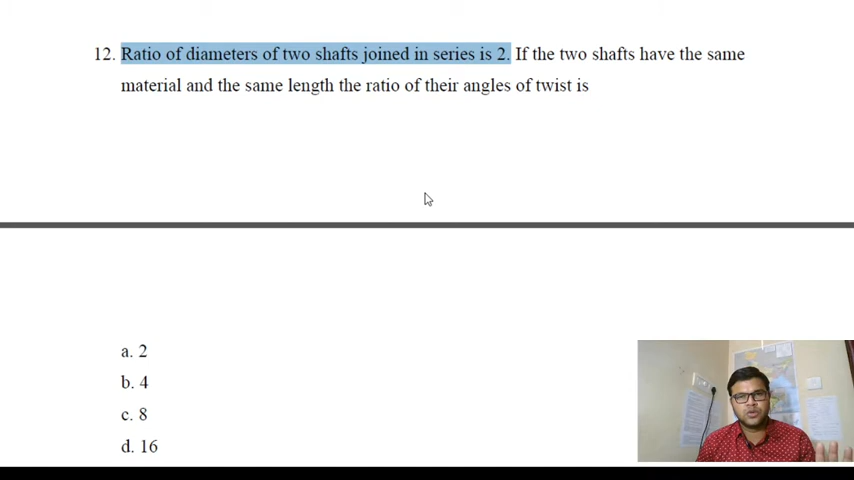 12. Ratio of diameters of two shafts joined in series is 2. If the two shafts have the same
material and the same length the ratio of their angles of twist is
a. 2
b. 4
c. 8
d. 16